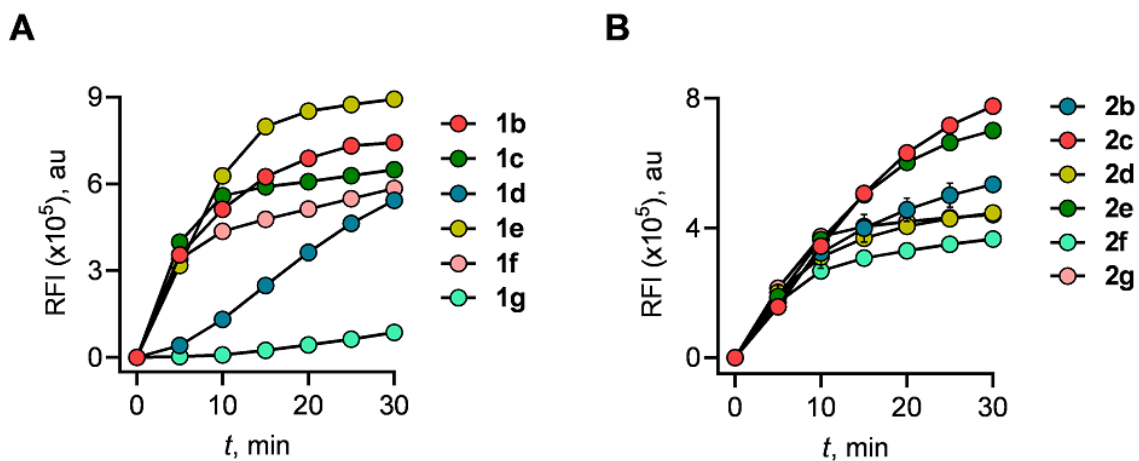 A
RFI (x10⁵), au
9
6
3
0
0 10 20 30
t, min
1b
1c
1d
1e
1f
1g
B
RFI (x10⁵), au
8
4
0
0 10 20 30
t, min
2b
2c
2d
2e
2f
2g